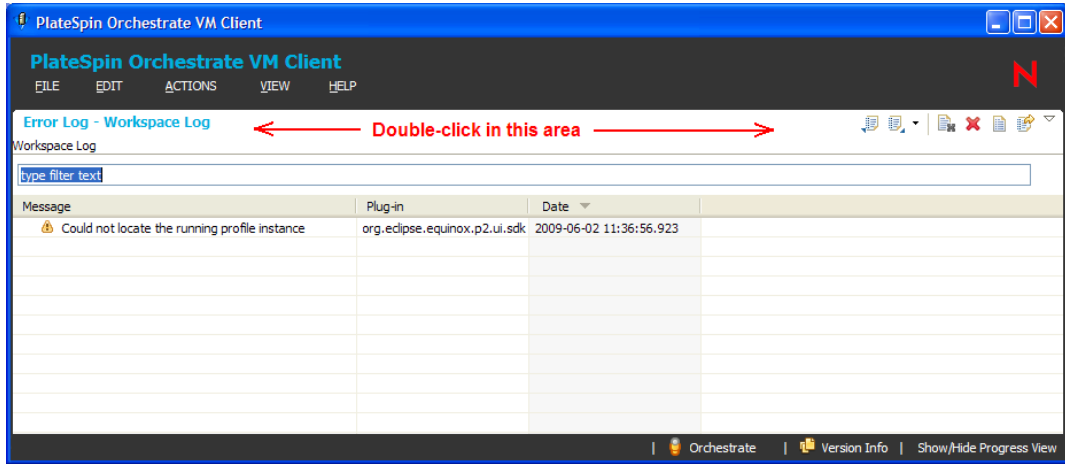 PlateSpin Orchestrate VM Client
PlateSpin Orchestrate VM Client
N
FILE EDIT ACTIONS VIEW HELP
Error Log - Workspace Log
Double-click in this area
Workspace Log
type filter text
Message Plug-in Date
Could not locate the running profile instance org.eclipse.equinox.p2.ui.sdk 2009-06-02 11:36:56.923
| Orchestrate | Version Info | Show/Hide Progress View